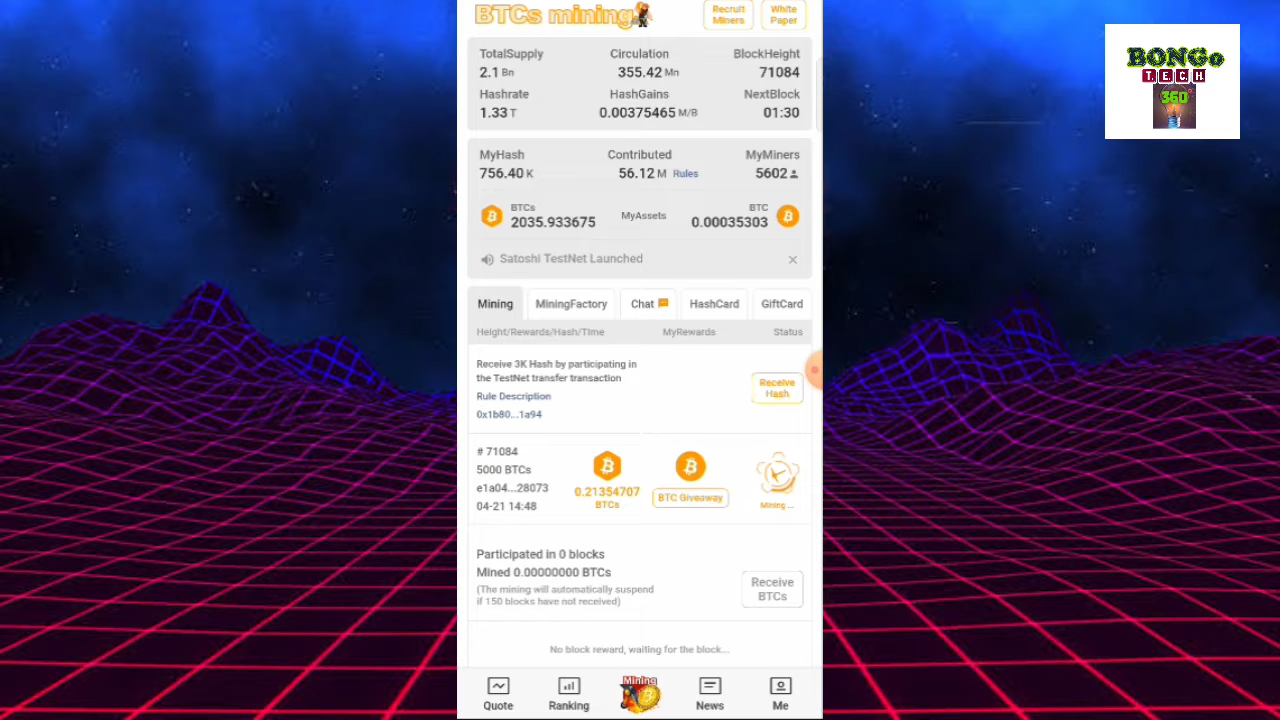 BTCs mining
Recruit Miners
White Paper
BONGo
T.E.C.H
360°
TotalSupply Circulation BlockHeight
2.1 Bn 355.42 Mn 71084
Hashrate HashGains NextBlock
1.33 T 0.00375465 M/B 01:30
MyHash Contributed MyMiners
756.40 K 56.12 M Rules 5602
BTCs MyAssets BTC
2035.933675 0.00035303
Satoshi TestNet Launched ×
Mining MiningFactory Chat HashCard GiftCard
Height/Rewards/Hash/TIme MyRewards Status
Receive 3K Hash by participating in
the TestNet transfer transaction
Rule Description
0x1b80...1a94
Receive
Hash
# 71084
5000 BTCs
e1a04...28073
04-21 14:48
0.21354707
BTCs
BTC Giveaway
Mining ...
Participated in 0 blocks
Mined 0.00000000 BTCs
(The mining will automatically suspend
if 150 blocks have not received)
Receive
BTCs
No block reward, waiting for the block...
Mining
Quote Ranking News Me